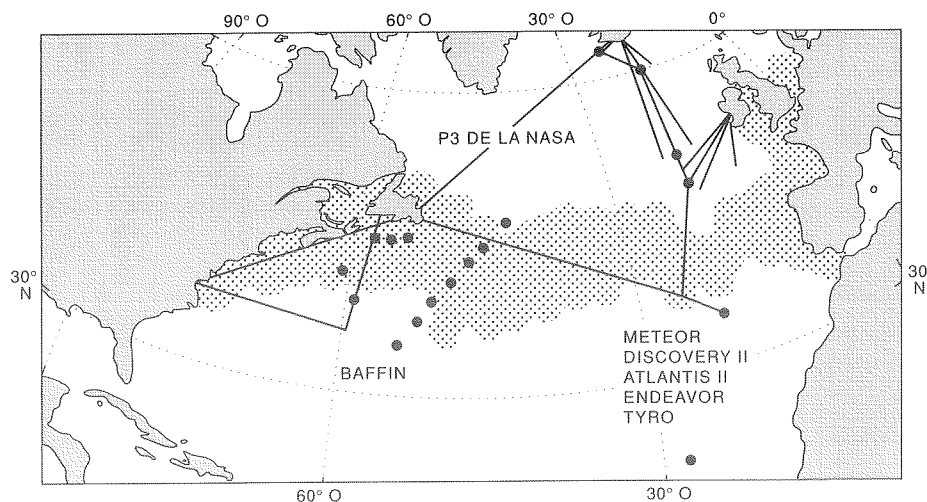 90° O
60° O
30° O
0°
P3 DE LA NASA
30°
N
30
N
METEOR
DISCOVERY II
ATLANTIS II
ENDEAVOR
TYRO
BAFFIN
60° O
30° O